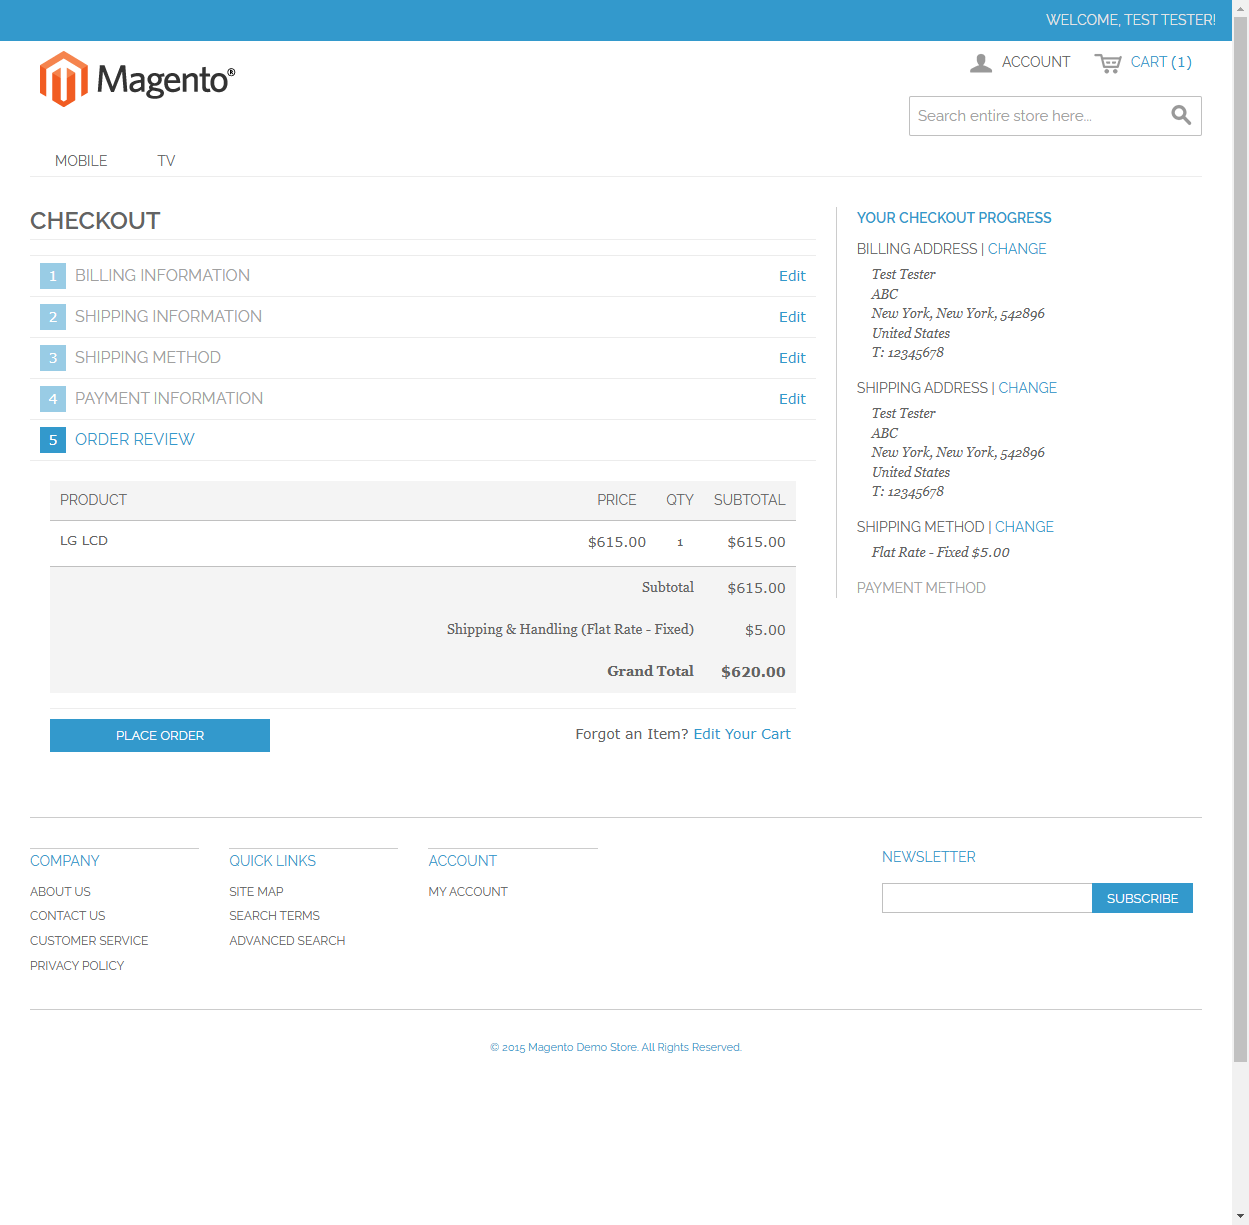 WELCOME, TEST TESTER!
Magento®
ACCOUNT
CART (1)
Search entire store here...
MOBILE TV
CHECKOUT
1 BILLING INFORMATION Edit
2 SHIPPING INFORMATION Edit
3 SHIPPING METHOD Edit
4 PAYMENT INFORMATION Edit
5 ORDER REVIEW
PRODUCT PRICE QTY SUBTOTAL
LG LCD $615.00 1 $615.00
Subtotal $615.00
Shipping & Handling (Flat Rate - Fixed) $5.00
Grand Total $620.00
PLACE ORDER
Forgot an Item? Edit Your Cart
YOUR CHECKOUT PROGRESS
BILLING ADDRESS | CHANGE
Test Tester
ABC
New York, New York, 542896
United States
T: 12345678
SHIPPING ADDRESS | CHANGE
Test Tester
ABC
New York, New York, 542896
United States
T: 12345678
SHIPPING METHOD | CHANGE
Flat Rate - Fixed $5.00
PAYMENT METHOD
COMPANY
ABOUT US
CONTACT US
CUSTOMER SERVICE
PRIVACY POLICY
QUICK LINKS
SITE MAP
SEARCH TERMS
ADVANCED SEARCH
ACCOUNT
MY ACCOUNT
NEWSLETTER
SUBSCRIBE
© 2015 Magento Demo Store. All Rights Reserved.